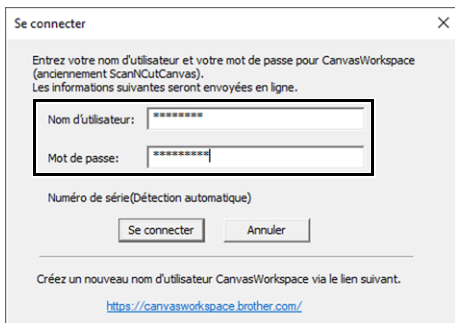 Se connecter
Entrez votre nom d'utilisateur et votre mot de passe pour CanvasWorkspace
(anciennement ScanNCutCanvas).
Les informations suivantes seront envoyées en ligne.
Nom d'utilisateur: ********
Mot de passe: *********
Numéro de série(Détection automatique)
Se connecter Annuler
Créez un nouveau nom d'utilisateur CanvasWorkspace via le lien suivant.
https://canvasworkspace.brother.com/